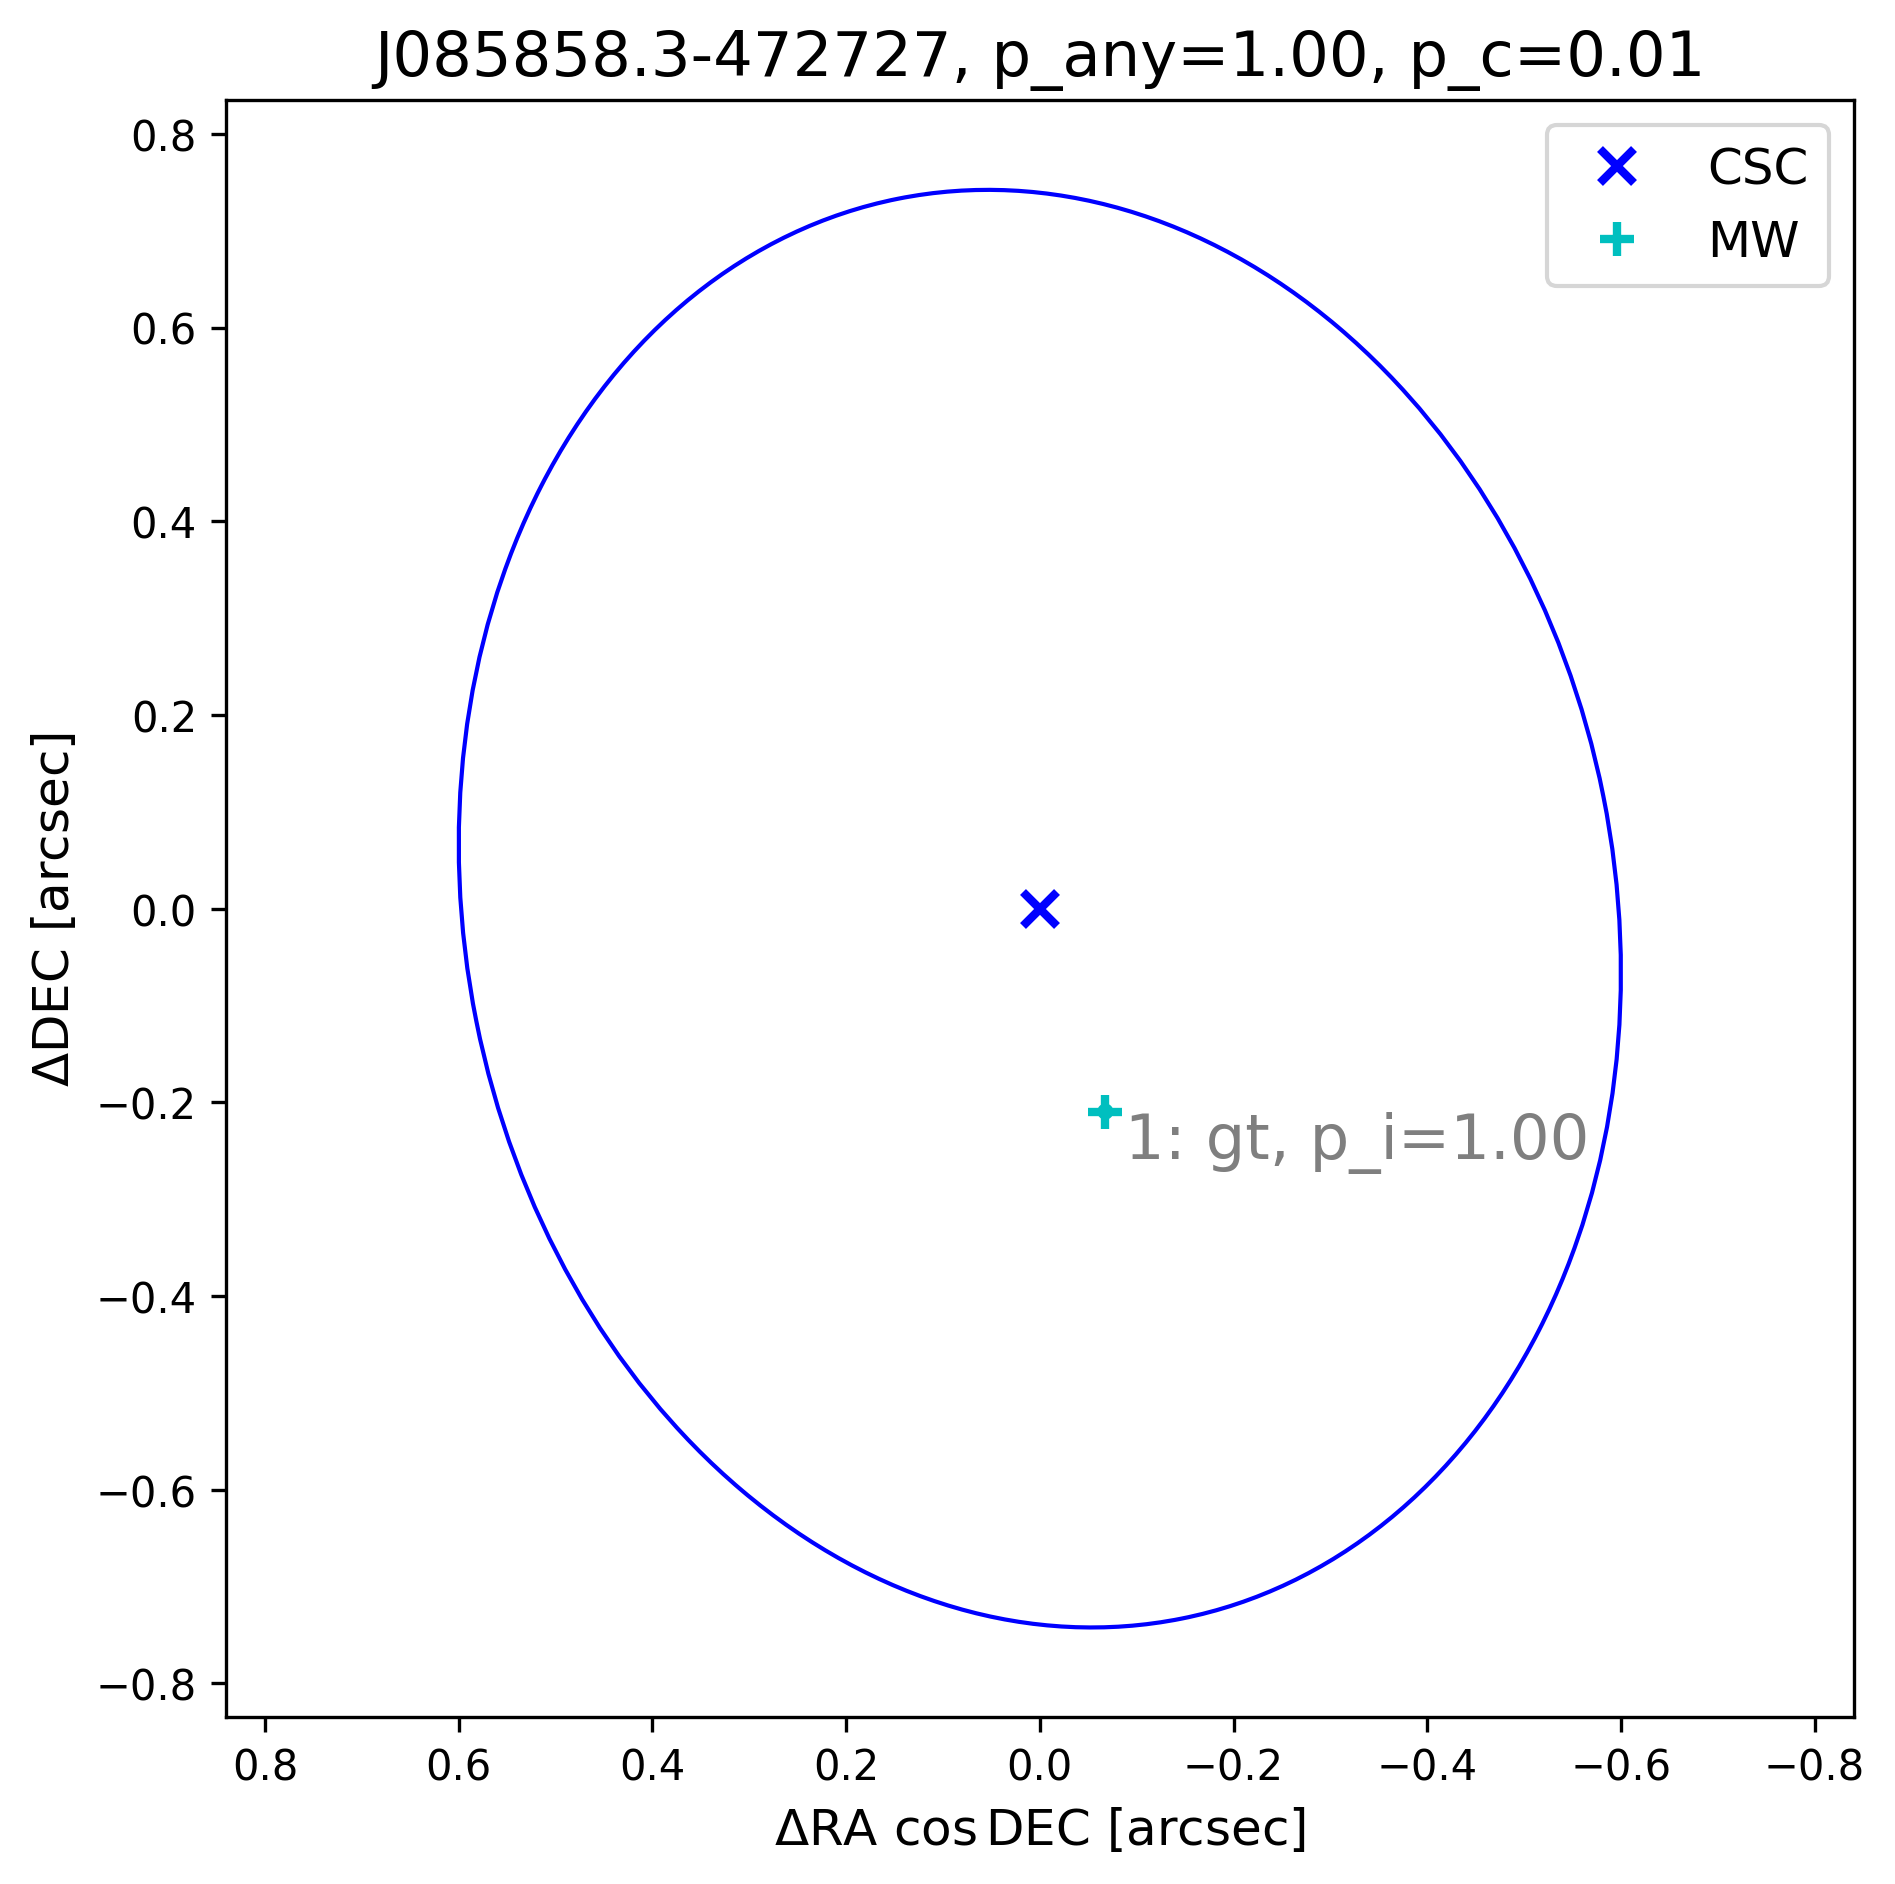 J085858.3-472727, p_any=1.00, p_c=0.01
CSC
MW
0.8
0.6
0.4
0.2
0.0
−0.2
−0.4
−0.6
−0.8
ΔDEC [arcsec]
1: gt, p_i=1.00
0.8 0.6 0.4 0.2 0.0 −0.2 −0.4 −0.6 −0.8
ΔRA cos DEC [arcsec]